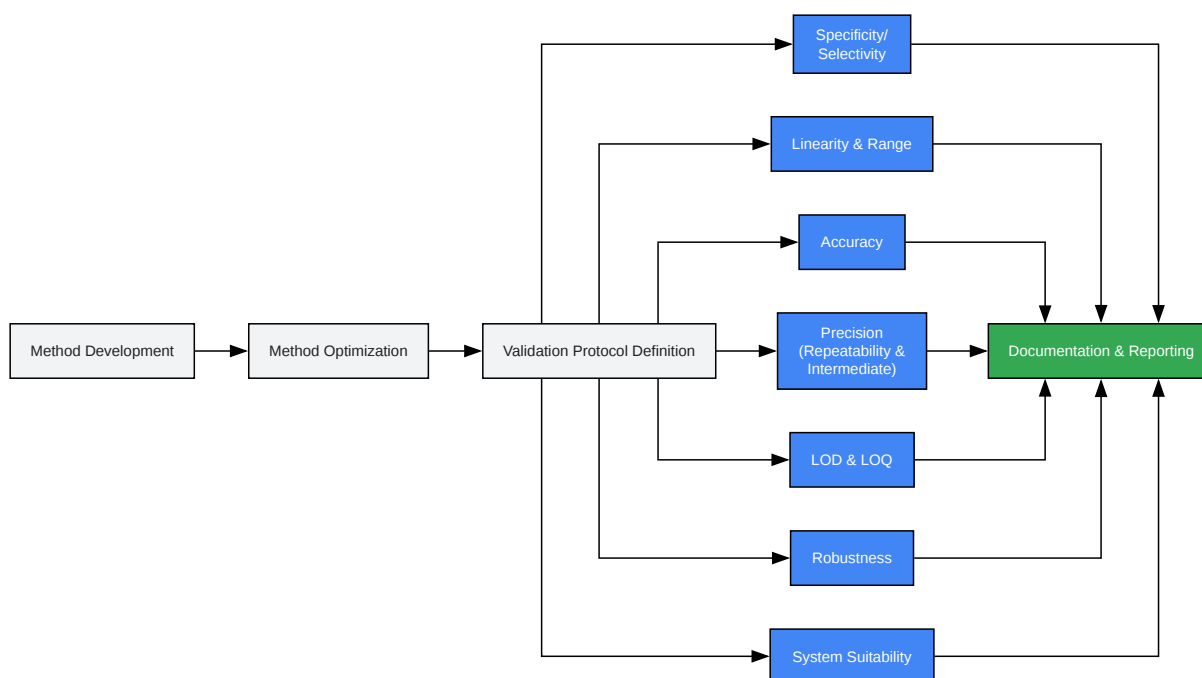 Specificity/
Selectivity
Linearity & Range
Accuracy
Method Development
Method Optimization
Validation Protocol Definition
Precision
(Repeatability &
Intermediate)
Documentation & Reporting
LOD & LOQ
Robustness
System Suitability